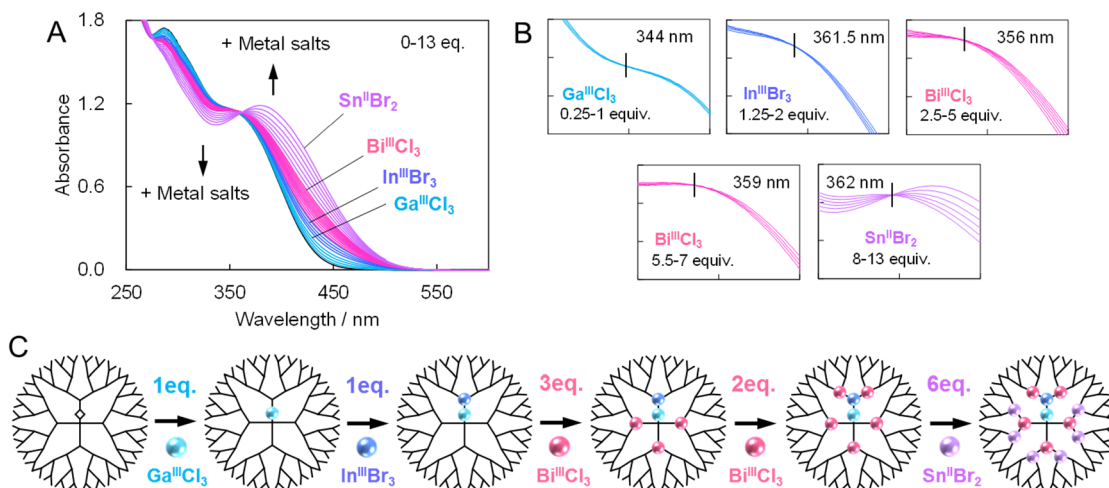 A
1.8
1.2
0.6
0.0
Absorbance
250
350
450
550
Wavelength / nm
+ Metal salts
0-13 eq.
+ Metal salts
SnᴵᴵBr₂
BiᴵᴵᴵCl₃
InᴵᴵᴵBr₃
GaᴵᴵᴵCl₃
B
344 nm
GaᴵᴵᴵCl₃
0.25-1 equiv.
361.5 nm
InᴵᴵᴵBr₃
1.25-2 equiv.
356 nm
BiᴵᴵᴵCl₃
2.5-5 equiv.
359 nm
BiᴵᴵᴵCl₃
5.5-7 equiv.
362 nm
SnᴵᴵBr₂
8-13 equiv.
C
1eq.
GaᴵᴵᴵCl₃
1eq.
InᴵᴵᴵBr₃
3eq.
BiᴵᴵᴵCl₃
2eq.
BiᴵᴵᴵCl₃
6eq.
SnᴵᴵBr₂